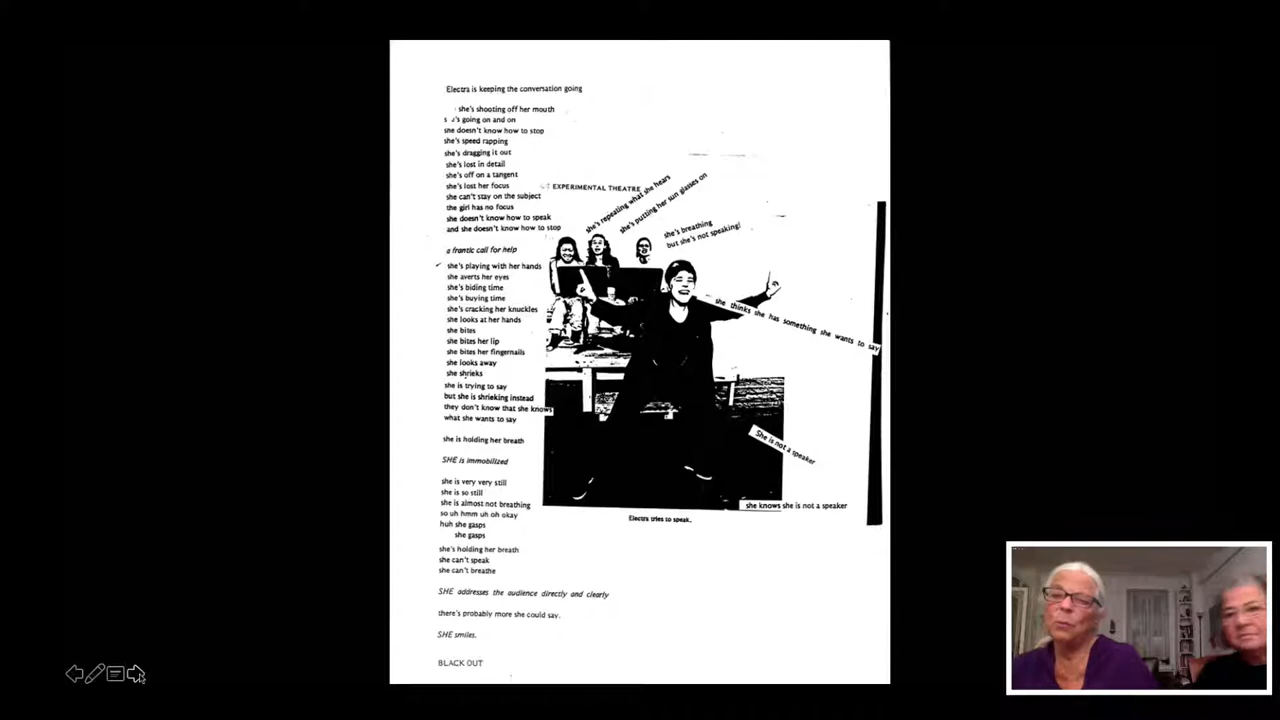 Electra is keeping the conversation going
she's shooting off her mouth
s 's going on and on
she doesn't know how to stop
she's speed rapping
she's dragging it out
she's lost in detail
she's off on a tangent
she's lost her focus
she can't stay on the subject
the girl has no focus
she doesn't know how to speak
and she doesn't know how to stop
a frantic call for help
she's playing with her hands
she averts her eyes
she's biding time
she's buying time
she's cracking her knuckles
she looks at her hands
she bites
she bites her lip
she bites her fingernails
she looks away
she shrieks
she is trying to say
but she is shrieking instead
they don't know that she knows
what she wants to say
she is holding her breath
SHE is immobilized
she is very very still
she is so still
she is almost not breathing
so uh hmm uh oh okay
huh she gasps
she gasps
she's holding her breath
she can't speak
she can't breathe
SHE addresses the audience directly and clearly
there's probably more she could say.
SHE smiles.
BLACK OUT
EXPERIMENTAL THEATRE
she's repeating what she hears
she's putting her sun glasses on
she's breathing
but she's not speaking!
she thinks she has something she wants to say
She is not a speaker
she knows she is not a speaker
Electra tries to speak.